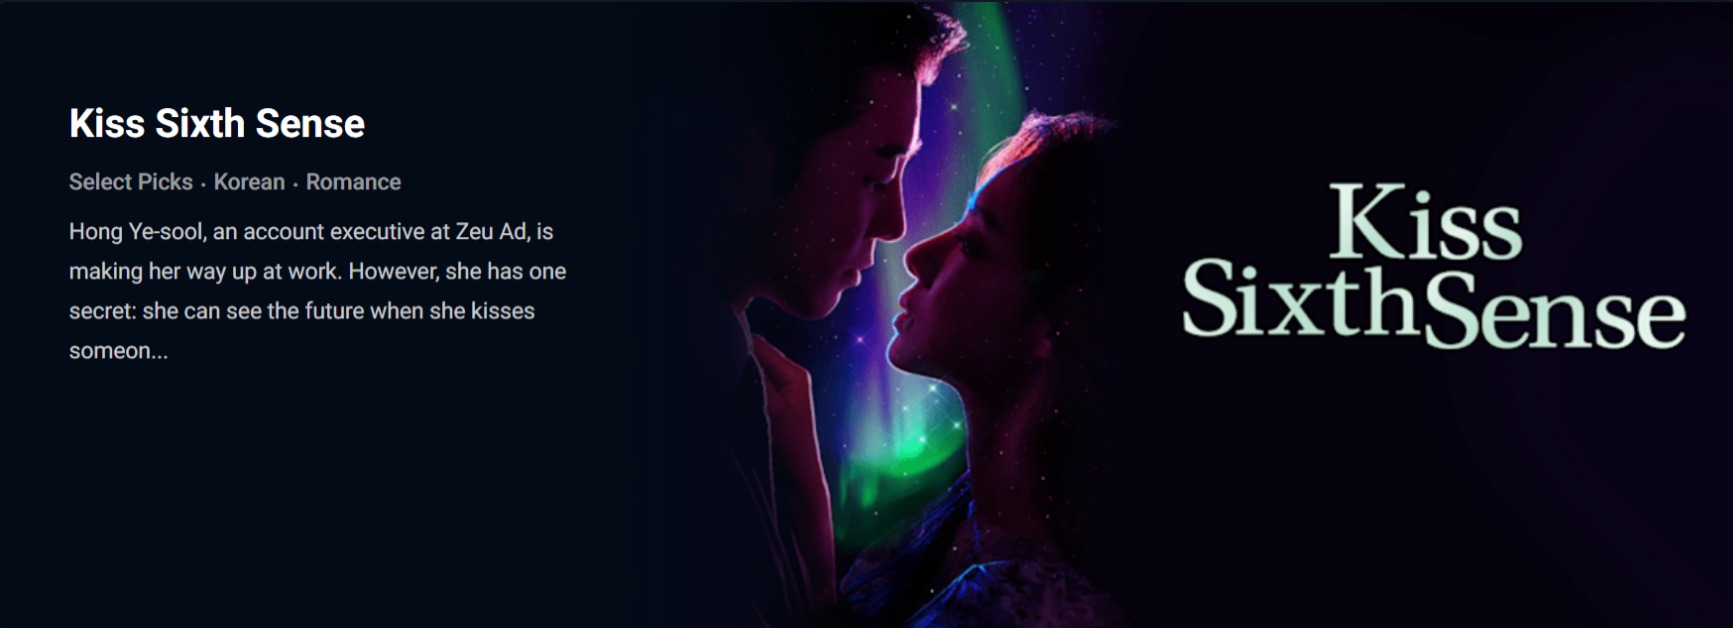 Kiss Sixth Sense
Select Picks · Korean · Romance
Hong Ye-sool, an account executive at Zeu Ad, is
making her way up at work. However, she has one
secret: she can see the future when she kisses
someon...
Kiss
SixthSense